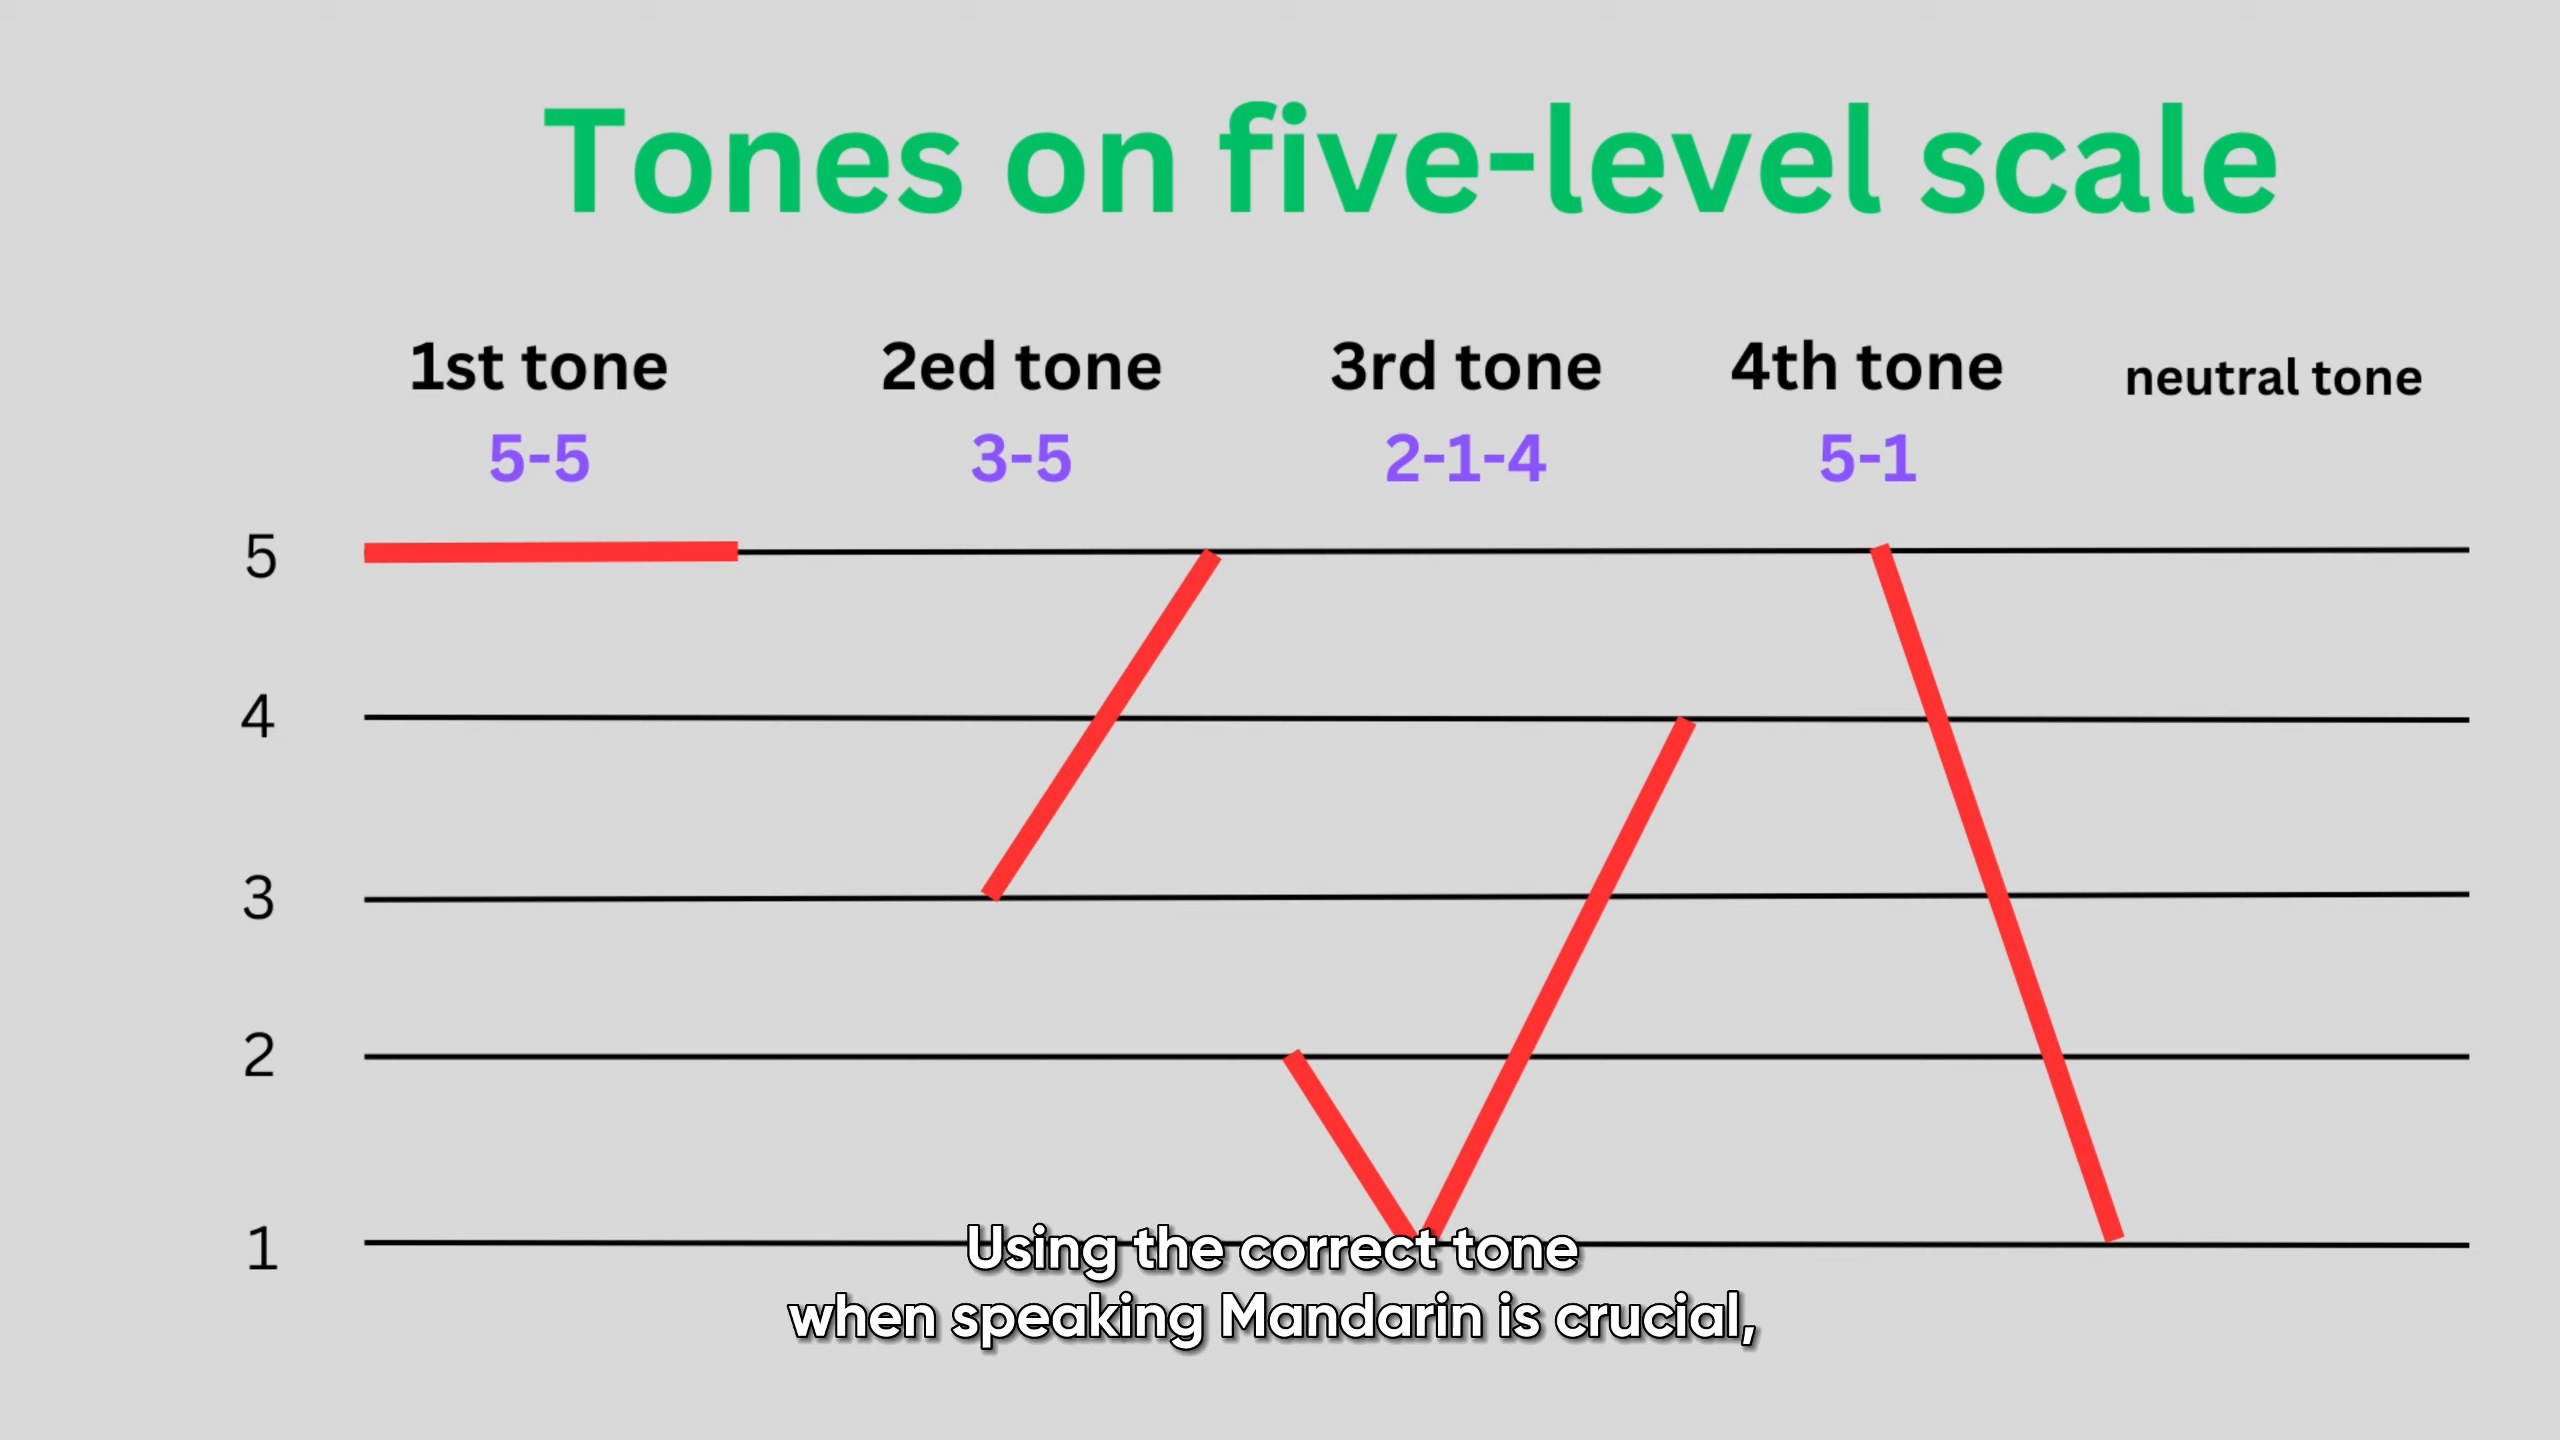 Tones on five-level scale
1st tone 2ed tone 3rd tone 4th tone neutral tone
5-5 3-5 2-1-4 5-1
5
4
3
2
1
Using the correct tone
when speaking Mandarin is crucial,